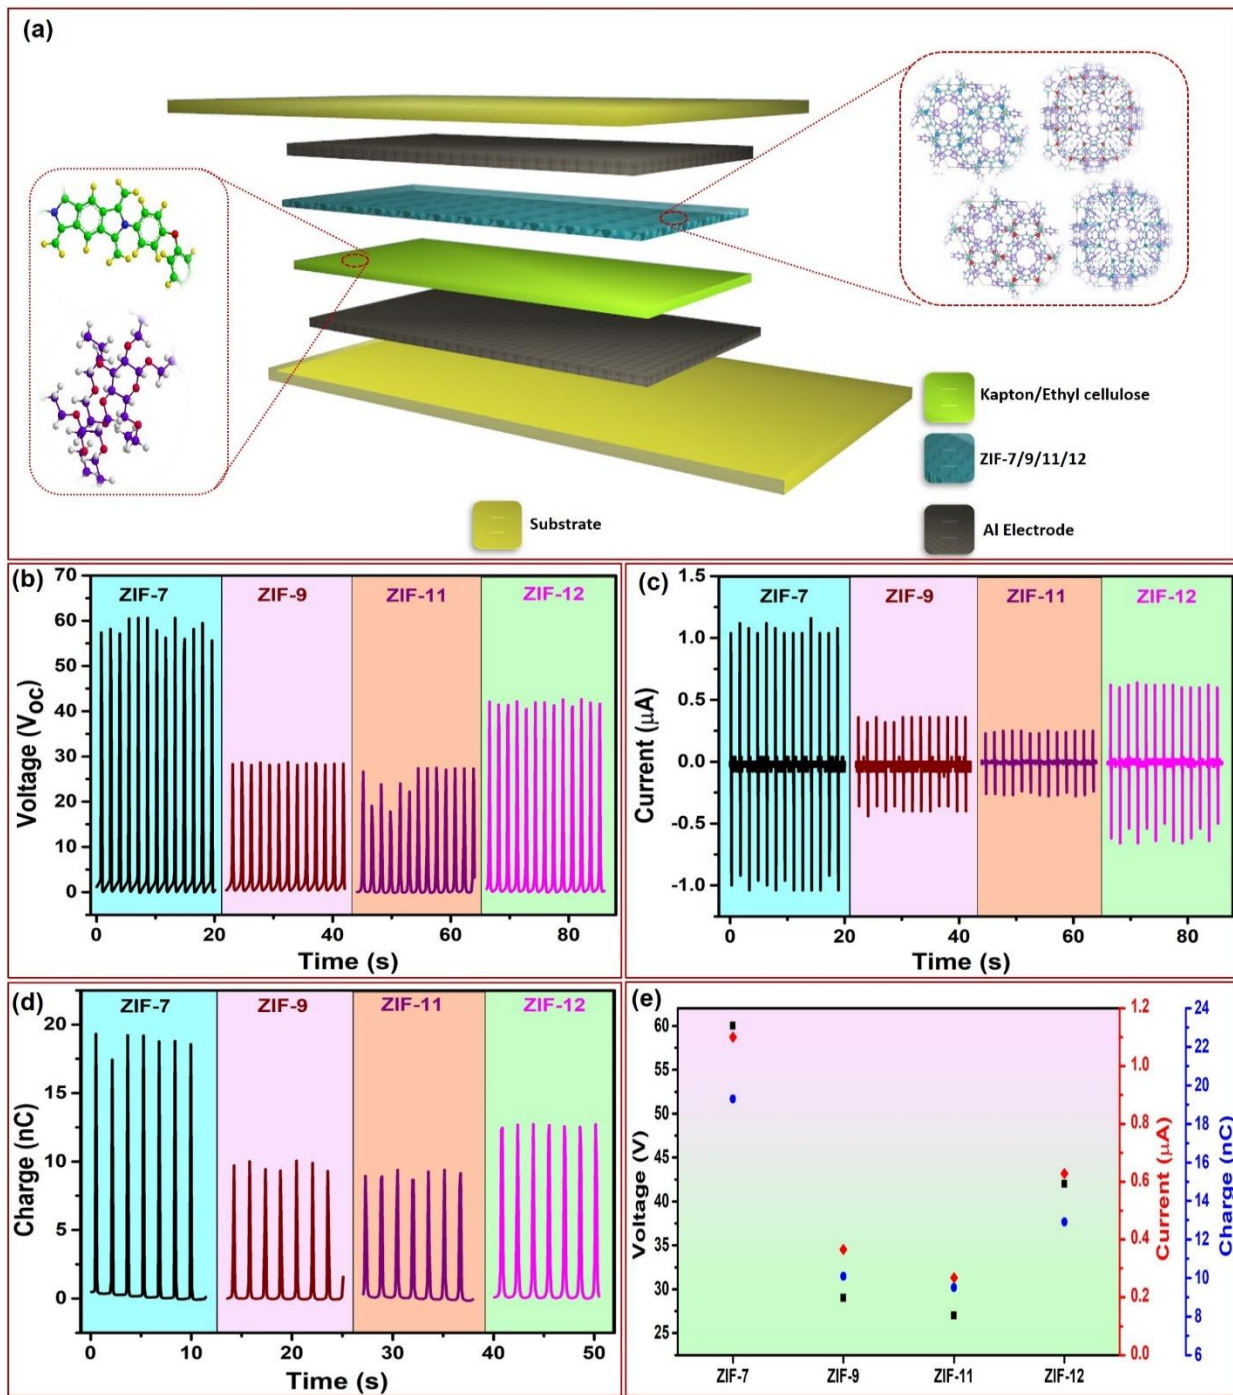 (a)
Kapton/Ethyl cellulose
ZIF-7/9/11/12
Substrate
Al Electrode
(b)
70
60
50
40
30
20
10
0
Voltage (VOC)
ZIF-7
ZIF-9
ZIF-11
ZIF-12
0
20
40
60
80
Time (s)
(c)
1.5
1.0
0.5
0.0
-0.5
-1.0
Current (μA)
ZIF-7
ZIF-9
ZIF-11
ZIF-12
0
20
40
60
80
Time (s)
(d)
20
15
10
5
0
Charge (nC)
ZIF-7
ZIF-9
ZIF-11
ZIF-12
0
10
20
30
40
50
Time (s)
(e)
60
55
50
45
40
35
30
25
Voltage (V)
1.2
1.0
0.8
0.6
0.4
0.2
0.0
Current (μA)
24
22
20
18
16
14
12
10
8
6
Charge (nC)
ZIF-7
ZIF-9
ZIF-11
ZIF-12